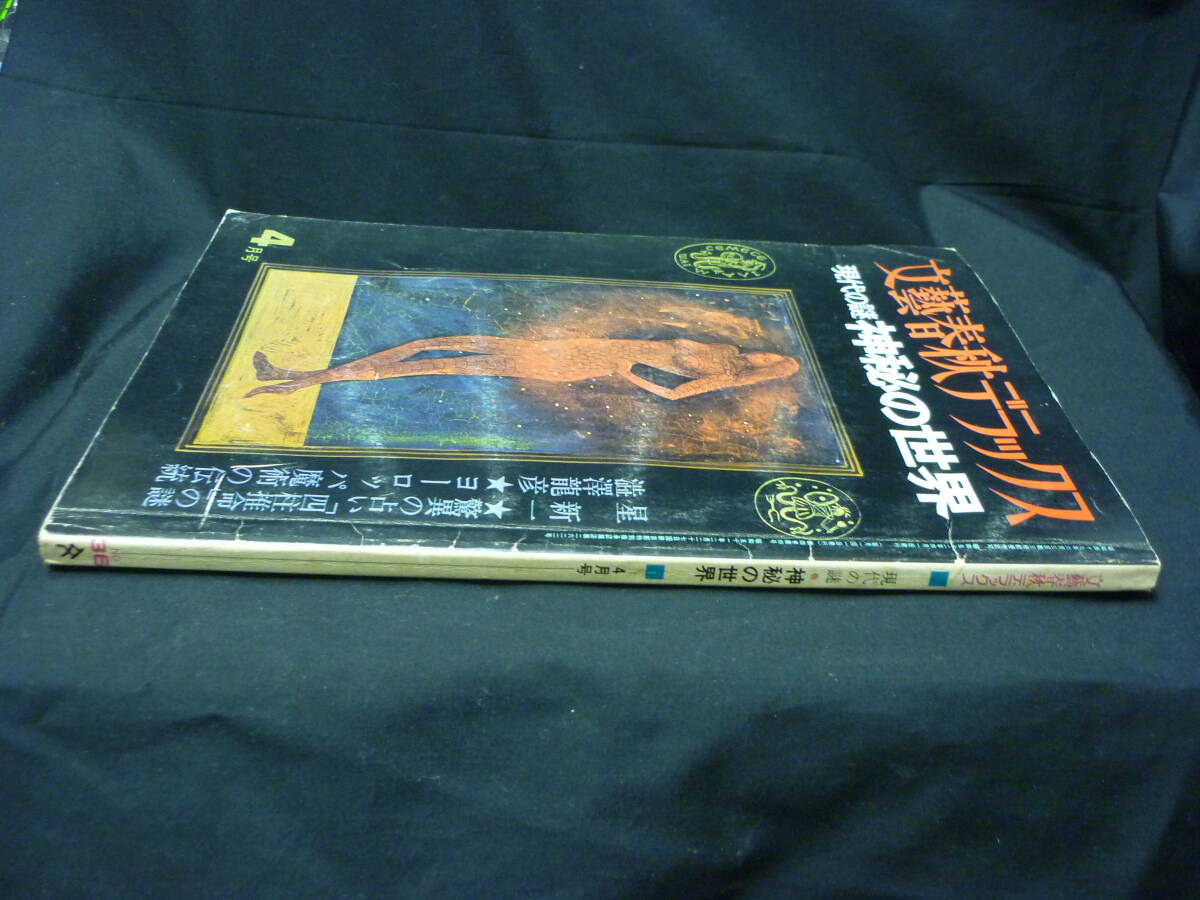 文藝春秋デラックス
現代の謎 神秘の世界
4月号
星 新一★驚異の占い「四柱推命」の謎
澁澤龍彦★ヨーロッパ魔術の伝統
文藝春秋デラックス 現代の謎・神秘の世界 4月号
NO 36